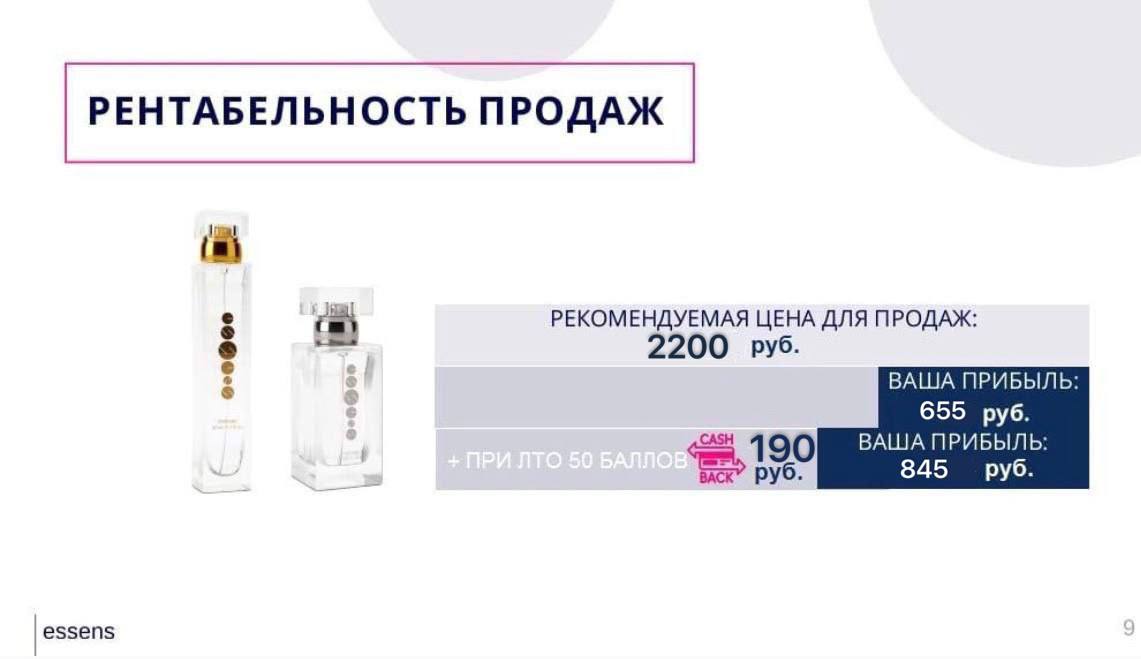 РЕНТАБЕЛЬНОСТЬ ПРОДАЖ
РЕКОМЕНДУЕМАЯ ЦЕНА ДЛЯ ПРОДАЖ:
2200 руб.
ВАША ПРИБЫЛЬ:
655 руб.
+ ПРИ ЛТО 50 БАЛЛОВ
CASH
BACK
190
руб.
ВАША ПРИБЫЛЬ:
845 руб.
essens
9